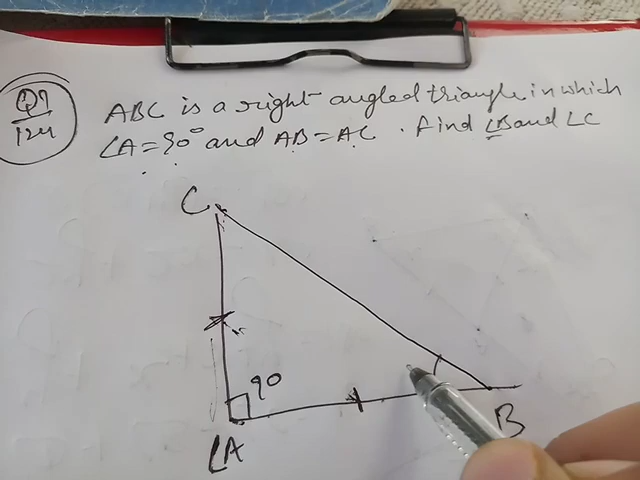 Q7
124
ABC is a right angled triangle in which
∠A=90° and AB=AC. Find ∠B and ∠C
C
90
∠A
B